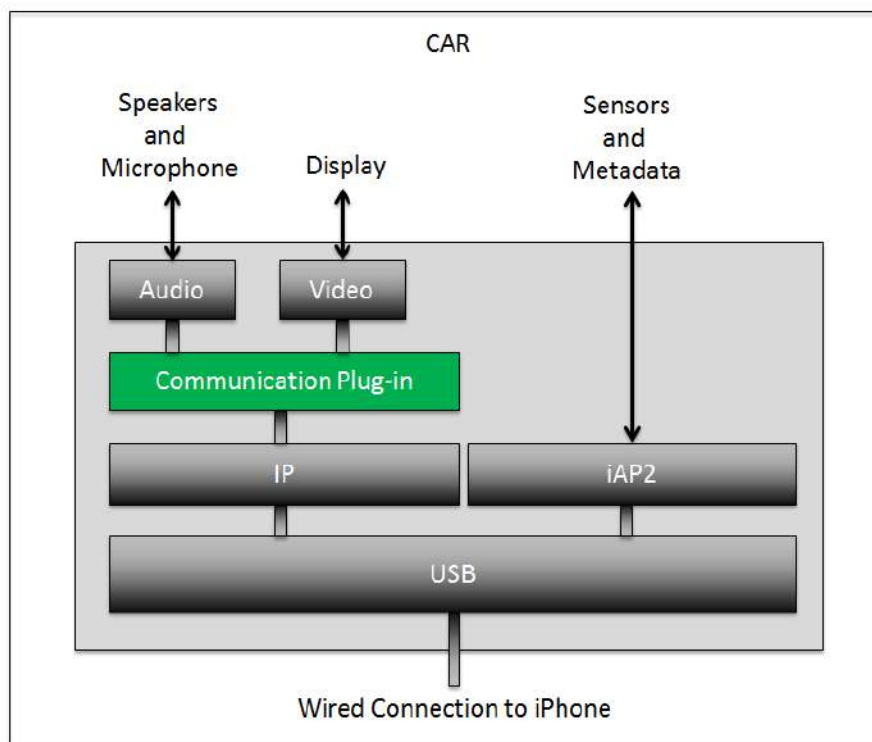 CAR
Speakers
and
Microphone
Display
Sensors
and
Metadata
Audio
Video
Communication Plug-in
IP
iAP2
USB
Wired Connection to iPhone